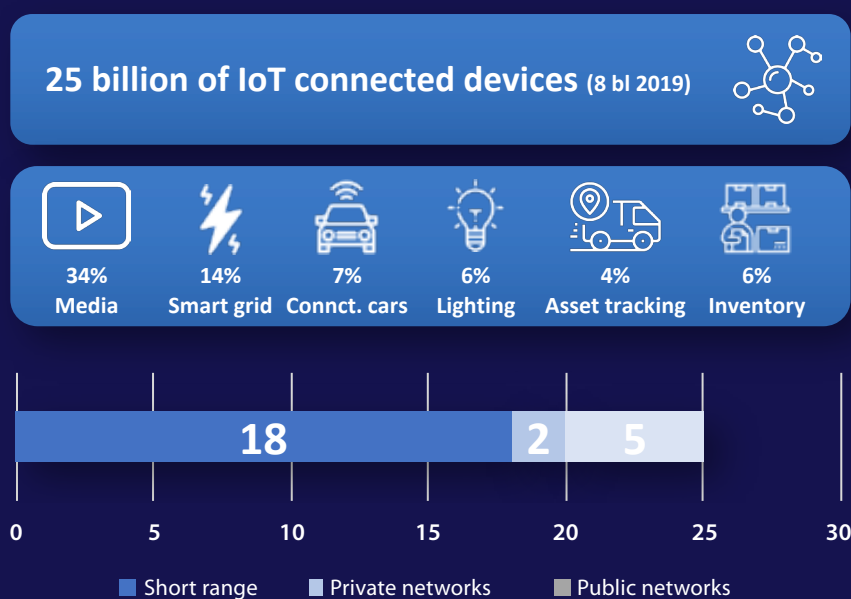 25 billion of IoT connected devices (8 bl 2019)
34% 14% 7% 6% 4% 6%
Media Smart grid Connct. cars Lighting Asset tracking Inventory
18 2 5
0 5 10 15 20 25 30
Short range Private networks Public networks